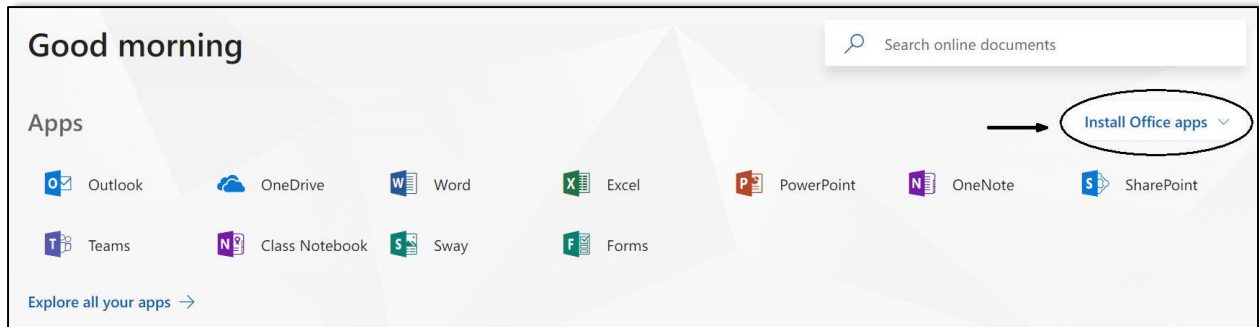 Good morning
Search online documents
Apps
Install Office apps
Outlook OneDrive Word Excel PowerPoint OneNote SharePoint
Teams Class Notebook Sway Forms
Explore all your apps →